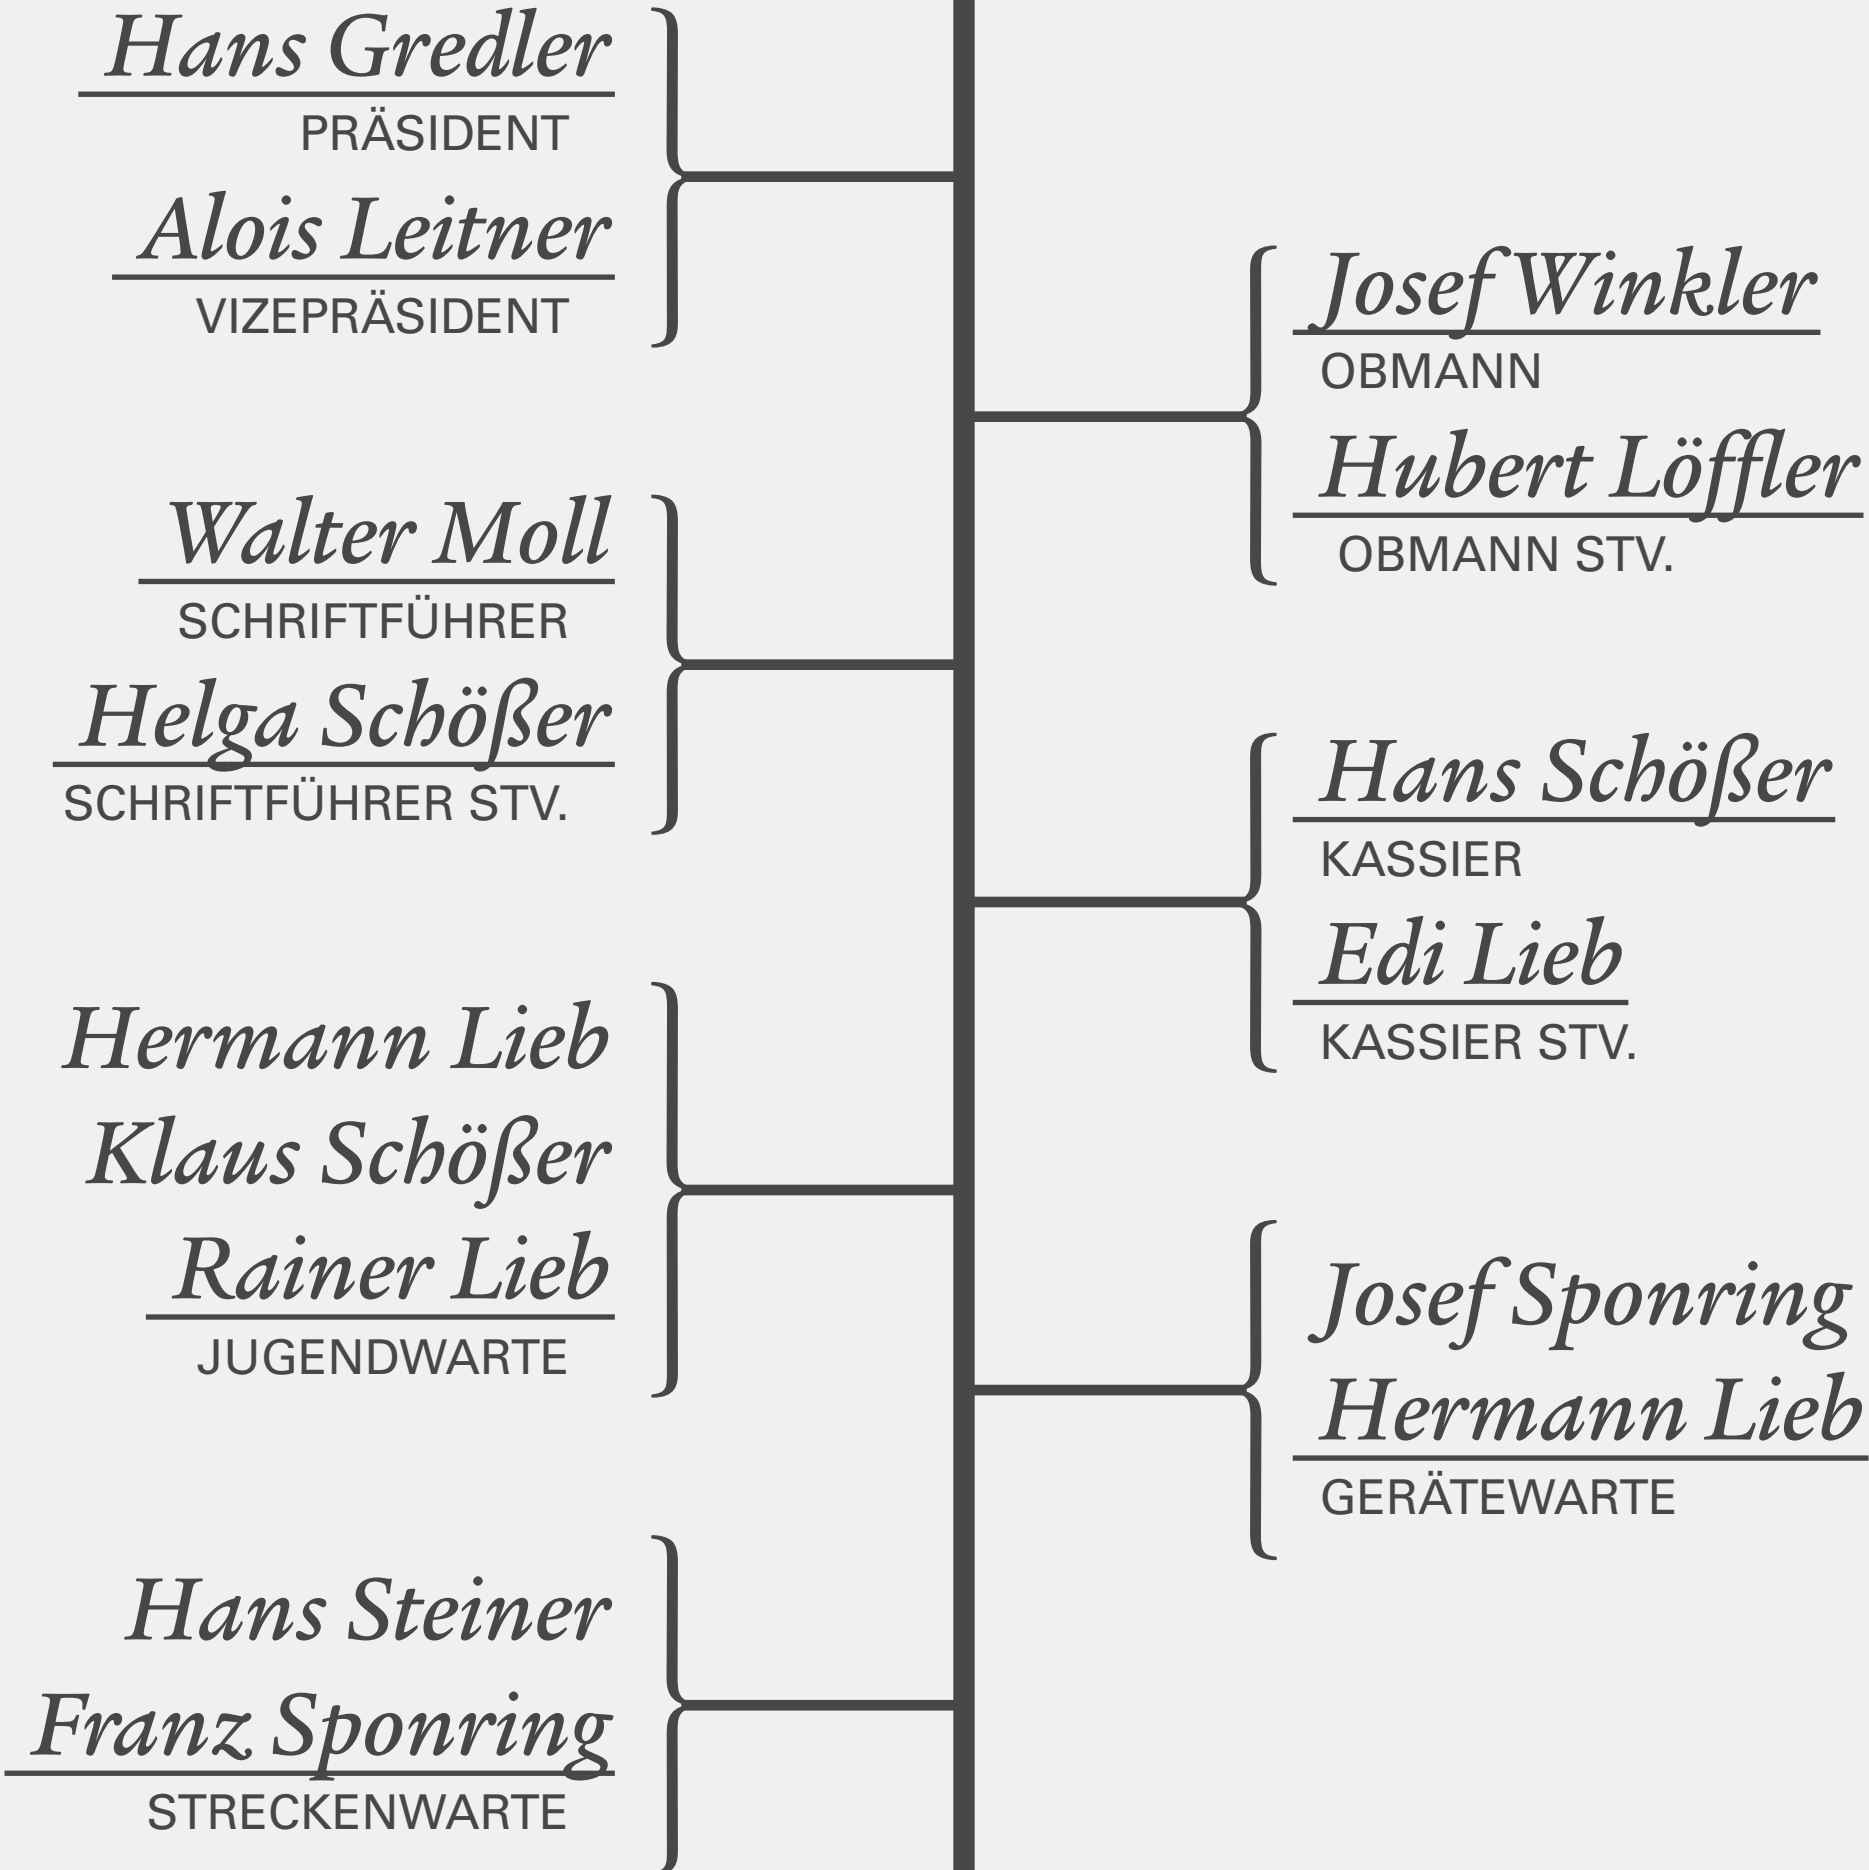 Hans Gredler
PRÄSIDENT
Alois Leitner
VIZEPRÄSIDENT
Josef Winkler
OBMANN
Hubert Löffler
OBMANN STV.
Walter Moll
SCHRIFTFÜHRER
Helga Schößer
SCHRIFTFÜHRER STV.
Hans Schößer
KASSIER
Edi Lieb
KASSIER STV.
Hermann Lieb
Klaus Schößer
Rainer Lieb
JUGENDWARTE
Josef Sponring
Hermann Lieb
GERÄTEWARTE
Hans Steiner
Franz Sponring
STRECKENWARTE